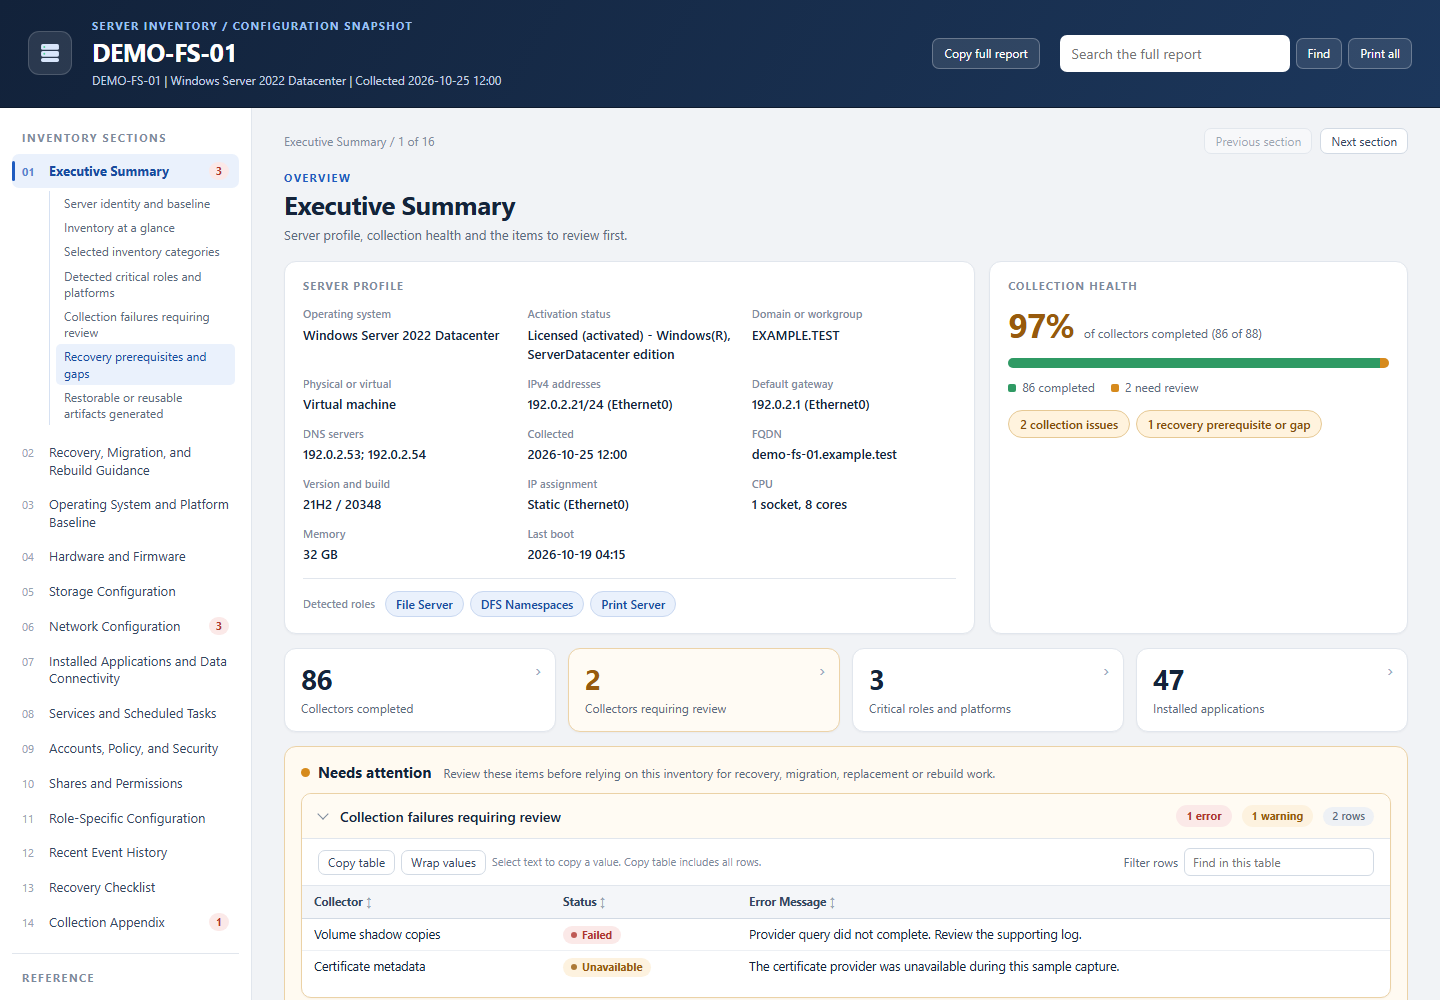 SERVER INVENTORY / CONFIGURATION SNAPSHOT
DEMO-FS-01
DEMO-FS-01 | Windows Server 2022 Datacenter | Collected 2026-10-25 12:00
Copy full report
Search the full report
Find
Print all
INVENTORY SECTIONS
01 Executive Summary 3
Server identity and baseline
Inventory at a glance
Selected inventory categories
Detected critical roles and
platforms
Collection failures requiring
review
Recovery prerequisites and
gaps
Restorable or reusable
artifacts generated
02 Recovery, Migration, and
Rebuild Guidance
03 Operating System and Platform
Baseline
04 Hardware and Firmware
05 Storage Configuration
06 Network Configuration 3
07 Installed Applications and Data
Connectivity
08 Services and Scheduled Tasks
09 Accounts, Policy, and Security
10 Shares and Permissions
11 Role-Specific Configuration
12 Recent Event History
13 Recovery Checklist
14 Collection Appendix 1
REFERENCE
Executive Summary / 1 of 16
Previous section
Next section
OVERVIEW
Executive Summary
Server profile, collection health and the items to review first.
SERVER PROFILE
Operating system
Windows Server 2022 Datacenter
Activation status
Licensed (activated) - Windows(R),
ServerDatacenter edition
Domain or workgroup
EXAMPLE.TEST
Physical or virtual
Virtual machine
IPv4 addresses
192.0.2.21/24 (Ethernet0)
Default gateway
192.0.2.1 (Ethernet0)
DNS servers
192.0.2.53; 192.0.2.54
Collected
2026-10-25 12:00
FQDN
demo-fs-01.example.test
Version and build
21H2 / 20348
IP assignment
Static (Ethernet0)
CPU
1 socket, 8 cores
Memory
32 GB
Last boot
2026-10-19 04:15
Detected roles
File Server
DFS Namespaces
Print Server
COLLECTION HEALTH
97% of collectors completed (86 of 88)
86 completed
2 need review
2 collection issues
1 recovery prerequisite or gap
86
Collectors completed
2
Collectors requiring review
3
Critical roles and platforms
47
Installed applications
Needs attention Review these items before relying on this inventory for recovery, migration, replacement or rebuild work.
Collection failures requiring review
1 error
1 warning
2 rows
Copy table
Wrap values
Select text to copy a value. Copy table includes all rows.
Filter rows
Find in this table
Collector Status Error Message
Volume shadow copies Failed Provider query did not complete. Review the supporting log.
Certificate metadata Unavailable The certificate provider was unavailable during this sample capture.